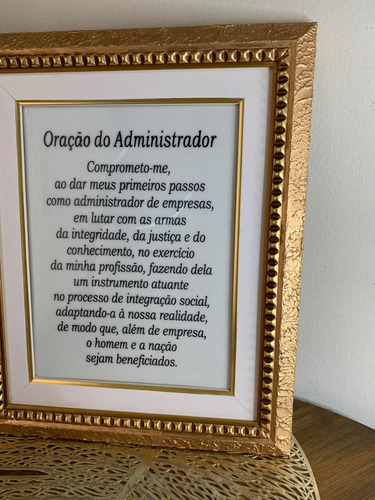 Oração do Administrador
Comprometo-me,
ao dar meus primeiros passos
como administrador de empresas,
em lutar com as armas
da integridade, da justiça e do
conhecimento, no exercício
da minha profissão, fazendo dela
um instrumento atuante
no processo de integração social,
adaptando-a à nossa realidade,
de modo que, além de empresa,
o homem e a nação
sejam beneficiados.